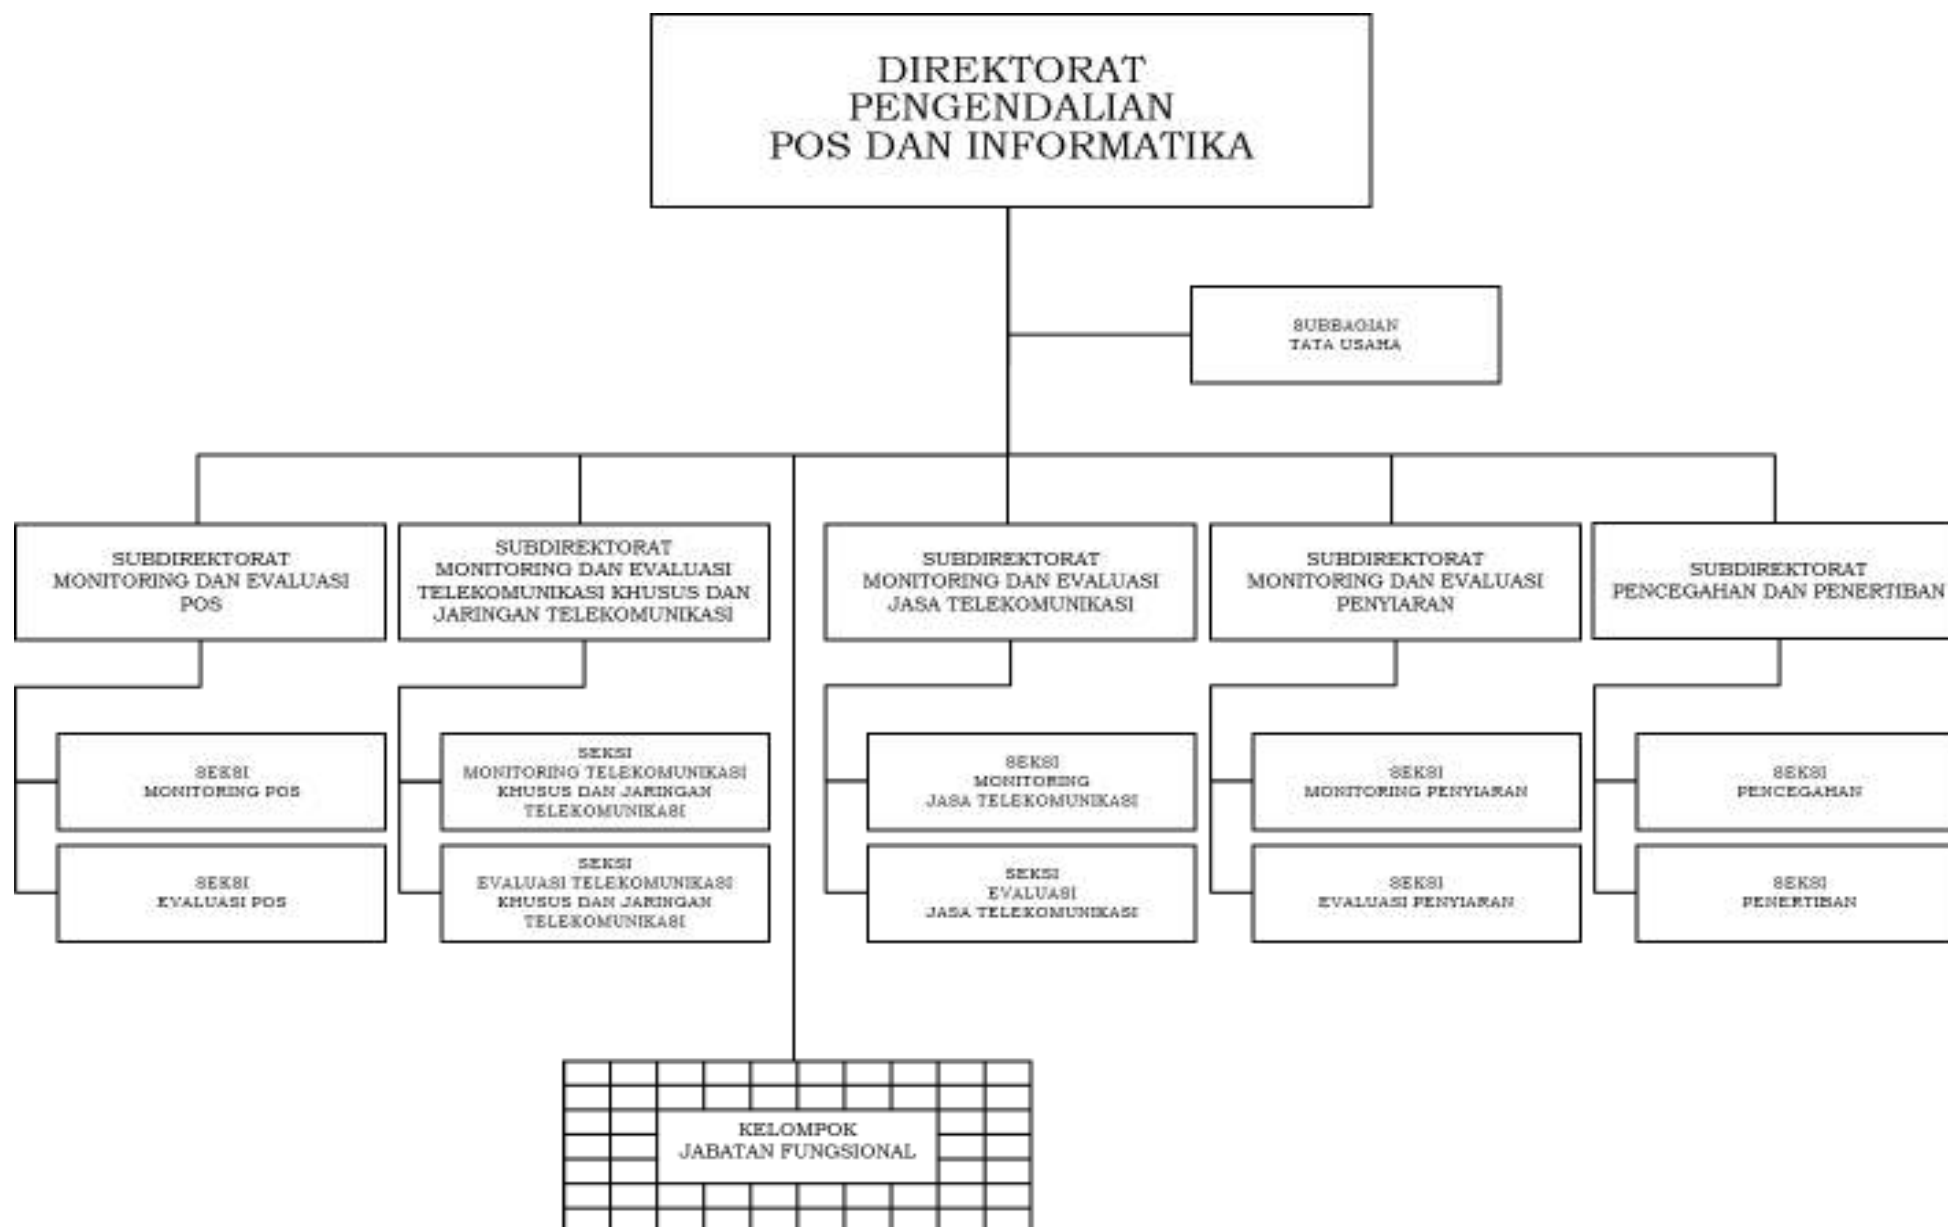 DIREKTORAT
PENGENDALIAN
POS DAN INFORMATIKA
SUBBAGIAN
TATA USAHA
SUBDIREKTORAT
MONITORING DAN EVALUASI
POS
SUBDIREKTORAT
MONITORING DAN EVALUASI
TELEKOMUNIKASI KHUSUS DAN
JARINGAN TELEKOMUNIKASI
SUBDIREKTORAT
MONITORING DAN EVALUASI
JASA TELEKOMUNIKASI
SUBDIREKTORAT
MONITORING DAN EVALUASI
PENYIARAN
SUBDIREKTORAT
PENCEGAHAN DAN PENERTIBAN
SEKSI
MONITORING POS
SEKSI
MONITORING TELEKOMUNIKASI
KHUSUS DAN JARINGAN
TELEKOMUNIKASI
SEKSI
MONITORING
JASA TELEKOMUNIKASI
SEKSI
MONITORING PENYIARAN
SEKSI
PENCEGAHAN
SEKSI
EVALUASI POS
SEKSI
EVALUASI TELEKOMUNIKASI
KHUSUS DAN JARINGAN
TELEKOMUNIKASI
SEKSI
EVALUASI
JASA TELEKOMUNIKASI
SEKSI
EVALUASI PENYIARAN
SEKSI
PENERTIBAN
KELOMPOK
JABATAN FUNGSIONAL